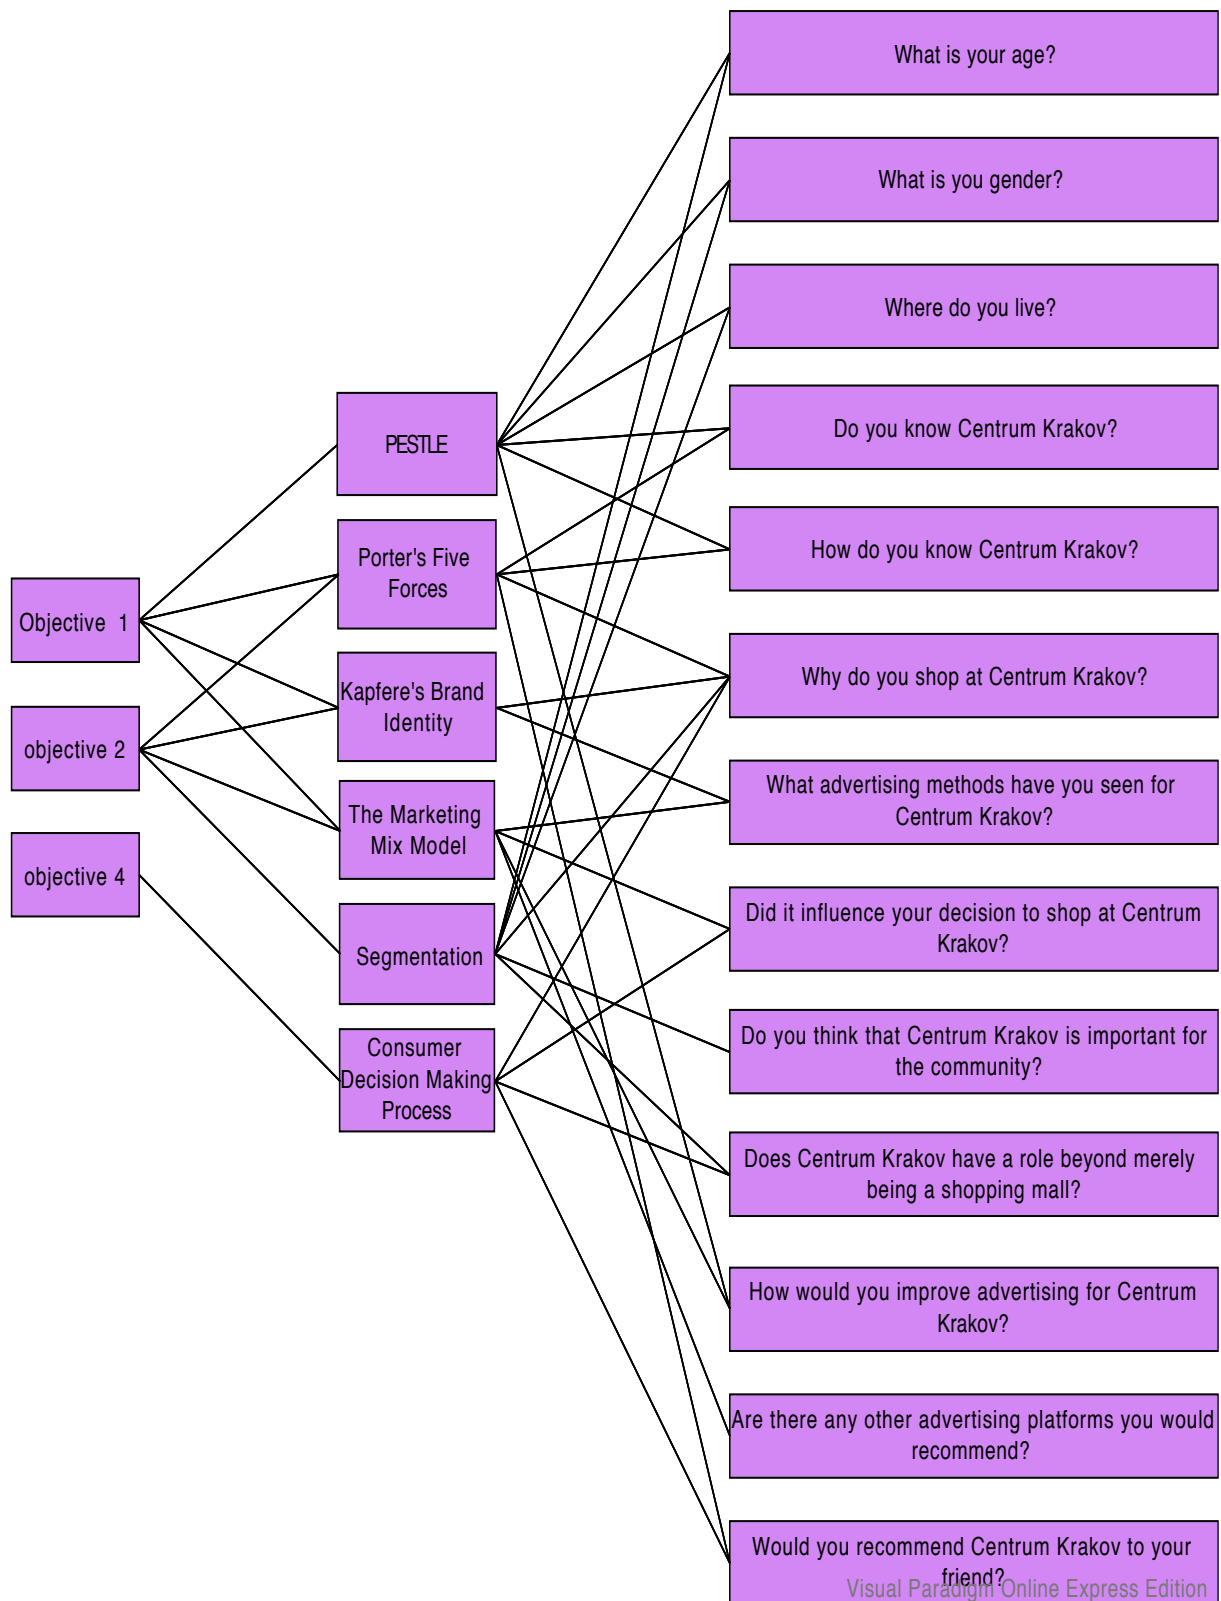 Objective 1
objective 2
objective 4
PESTLE
Porter's Five
Forces
Kapfere's Brand
Identity
The Marketing
Mix Model
Segmentation
Consumer
Decision Making
Process
What is your age?
What is you gender?
Where do you live?
Do you know Centrum Krakov?
How do you know Centrum Krakov?
Why do you shop at Centrum Krakov?
What advertising methods have you seen for
Centrum Krakov?
Did it influence your decision to shop at Centrum
Krakov?
Do you think that Centrum Krakov is important for
the community?
Does Centrum Krakov have a role beyond merely
being a shopping mall?
How would you improve advertising for Centrum
Krakov?
Are there any other advertising platforms you would
recommend?
Would you recommend Centrum Krakov to your
friend?
Visual Paradigm Online Express Edition